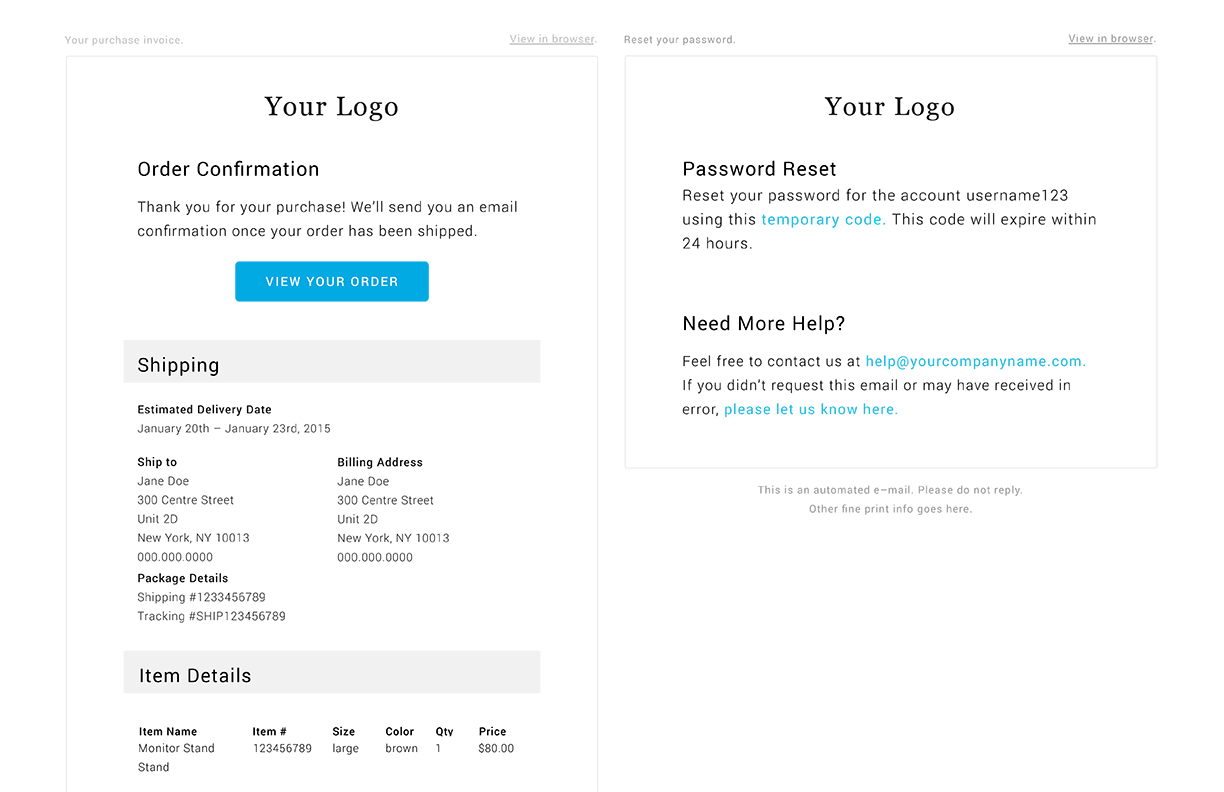 Your purchase invoice.
View in browser.
Your Logo
Order Confirmation
Thank you for your purchase! We’ll send you an email
confirmation once your order has been shipped.
VIEW YOUR ORDER
Shipping
Estimated Delivery Date
January 20th – January 23rd, 2015
Ship to
Jane Doe
300 Centre Street
Unit 2D
New York, NY 10013
000.000.0000
Billing Address
Jane Doe
300 Centre Street
Unit 2D
New York, NY 10013
000.000.0000
Package Details
Shipping #1233456789
Tracking #SHIP123456789
Item Details
Item Name Item # Size Color Qty Price
Monitor Stand 123456789 large brown 1 $80.00
Stand
Reset your password.
View in browser.
Your Logo
Password Reset
Reset your password for the account username123
using this temporary code. This code will expire within
24 hours.
Need More Help?
Feel free to contact us at help@yourcompanyname.com.
If you didn’t request this email or may have received in
error, please let us know here.
This is an automated e–mail. Please do not reply.
Other fine print info goes here.